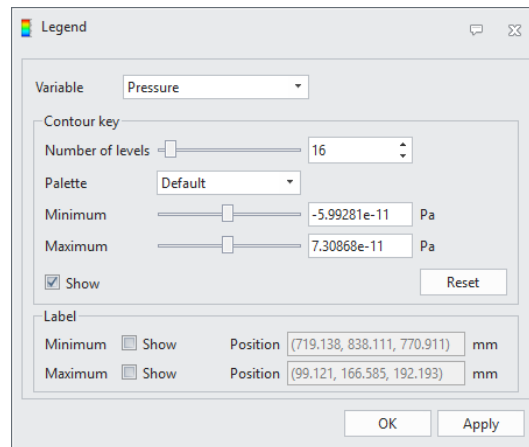 Legend
Variable Pressure
Contour key
Number of levels 16
Palette Default
Minimum -5.99281e-11 Pa
Maximum 7.30868e-11 Pa
Show Reset
Label
Minimum Show Position (719.138, 838.111, 770.911) mm
Maximum Show Position (99.121, 166.585, 192.193) mm
OK Apply